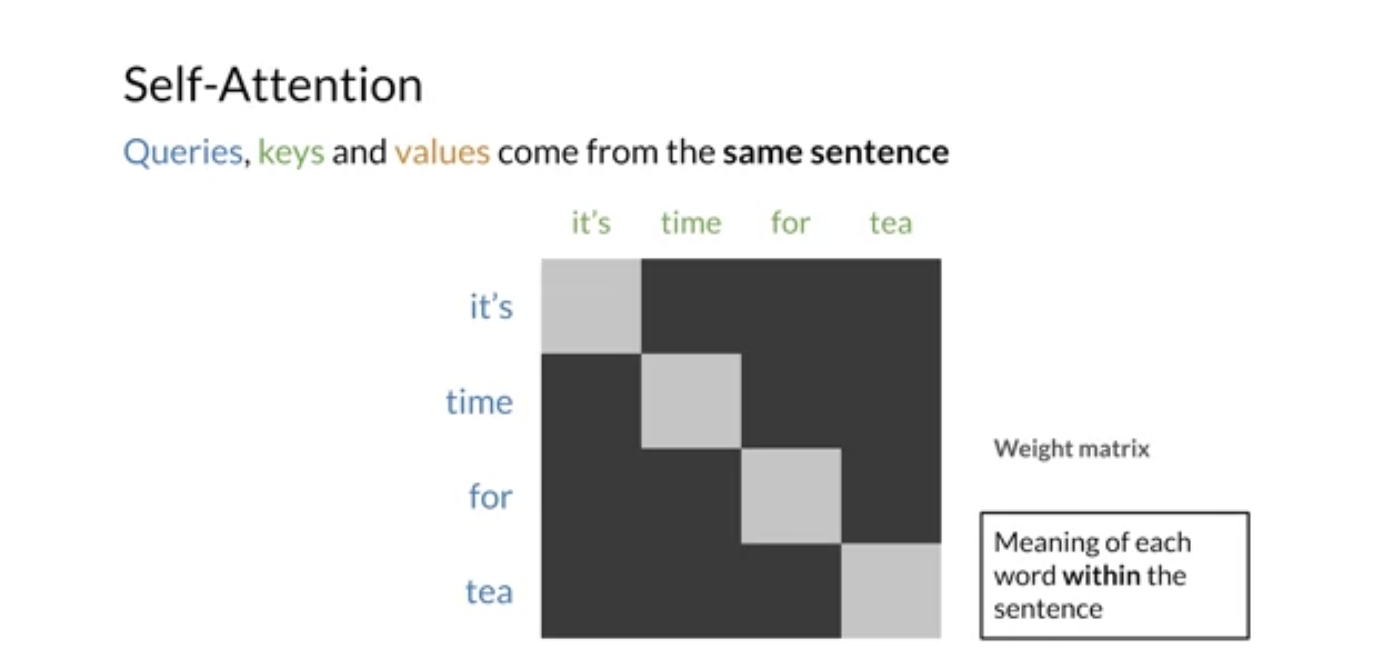 Self-Attention
Queries, keys and values come from the same sentence
it’s time for tea
it’s
time
for
tea
Weight matrix
Meaning of each
word within the
sentence